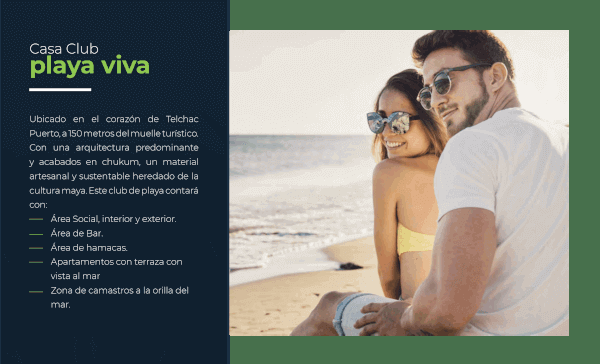 Casa Club
playa viva
Ubicado en el corazón de Telchac
Puerto, a 150 metros del muelle turístico.
Con una arquitectura predominante
y acabados en chukum, un material
artesanal y sustentable heredado de la
cultura maya. Este club de playa contará
con:
Área Social, interior y exterior.
Área de Bar.
Área de hamacas.
Apartamentos con terraza con
vista al mar
Zona de camastros a la orilla del
mar.